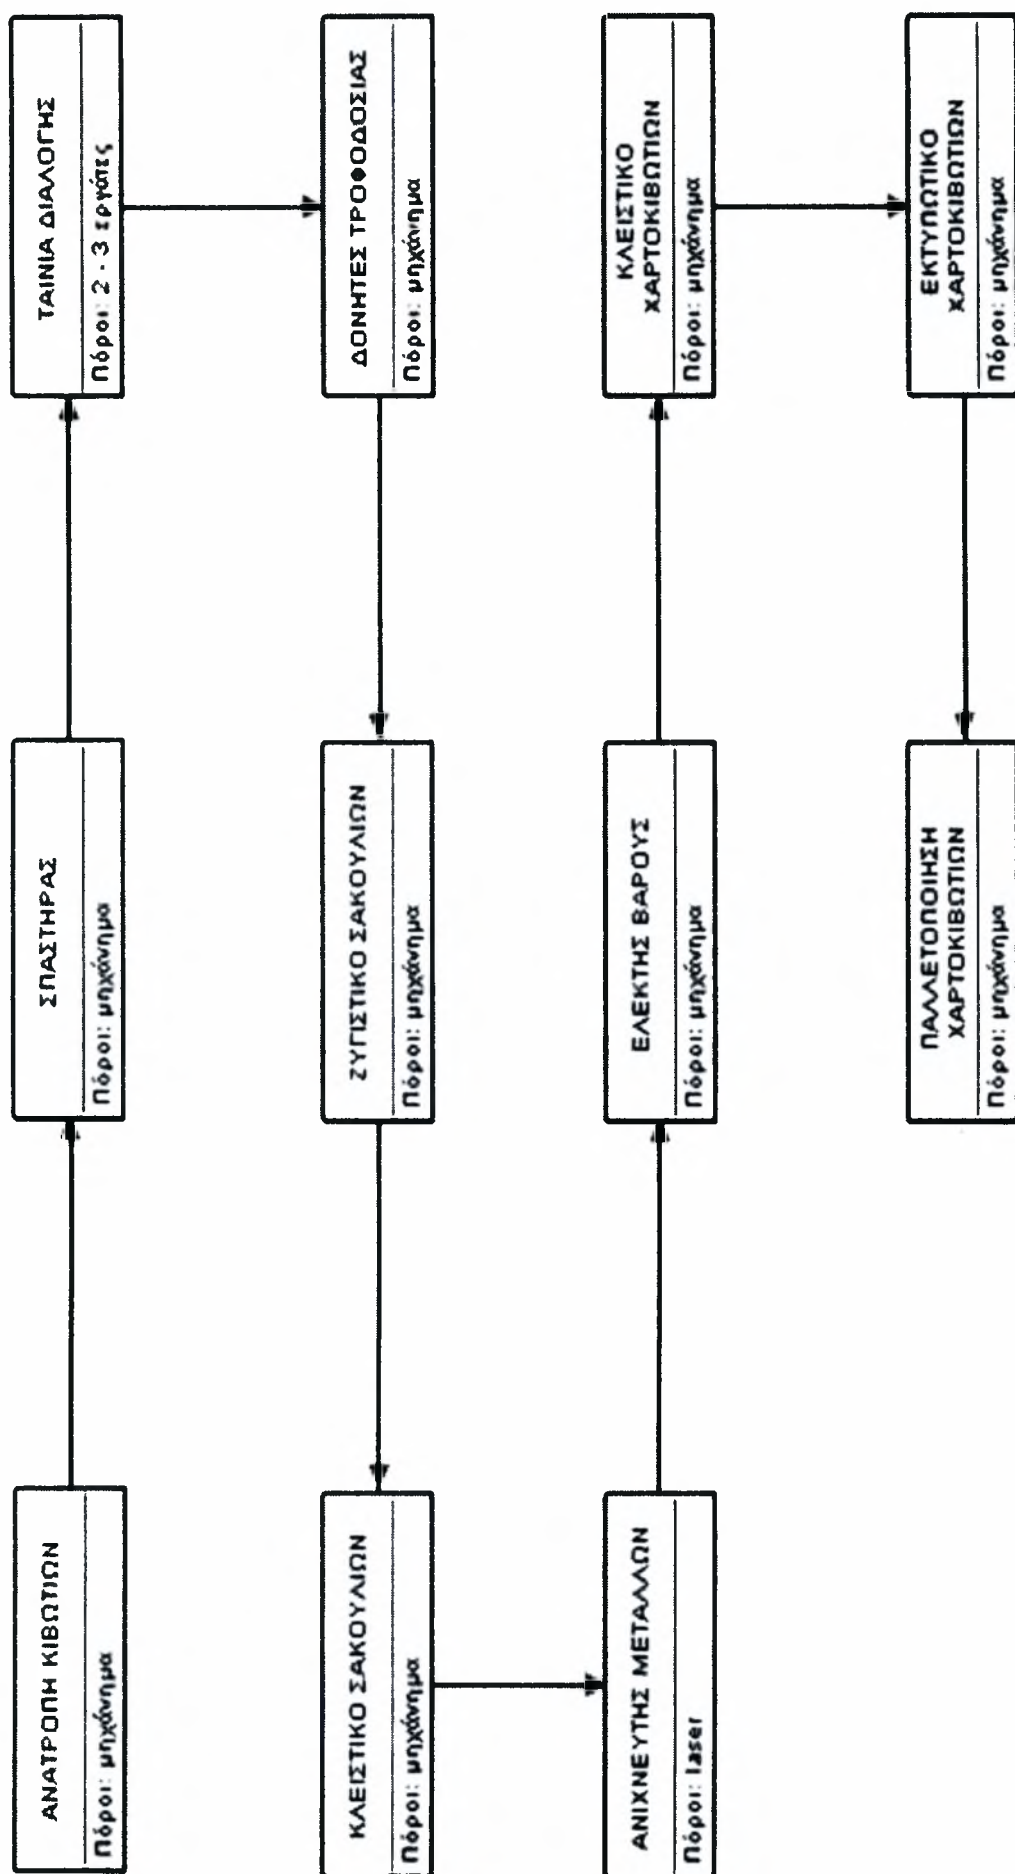 ΑΝΑΤΡΟΠΗ ΚΙΒΩΤΙΩΝ
Πόροι: μηχάνημα
ΣΠΑΣΤΗΡΑΣ
Πόροι: μηχάνημα
ΤΑΙΝΙΑ ΔΙΑΛΟΓΗΣ
Πόροι: 2 - 3 εργάτες
ΔΟΝΗΤΕΣ ΤΡΟΦΟΔΟΣΙΑΣ
Πόροι: μηχάνημα
ΖΥΓΙΣΤΙΚΟ ΣΑΚΟΥΛΙΩΝ
Πόροι: μηχάνημα
ΚΛΕΙΣΤΙΚΟ ΣΑΚΟΥΛΙΩΝ
Πόροι: μηχάνημα
ΑΝΙΧΝΕΥΤΗΣ ΜΕΤΑΛΛΩΝ
Πόροι: laser
ΕΛΕΚΤΗΣ ΒΑΡΟΥΣ
Πόροι: μηχάνημα
ΚΛΕΙΣΤΙΚΟ
ΧΑΡΤΟΚΙΒΩΤΙΩΝ
Πόροι: μηχάνημα
ΕΚΤΥΠΩΤΙΚΟ
ΧΑΡΤΟΚΙΒΩΤΙΩΝ
Πόροι: μηχάνημα
ΠΑΛΛΕΤΟΠΟΙΗΣΗ
ΧΑΡΤΟΚΙΒΩΤΙΩΝ
Πόροι: μηχάνημα